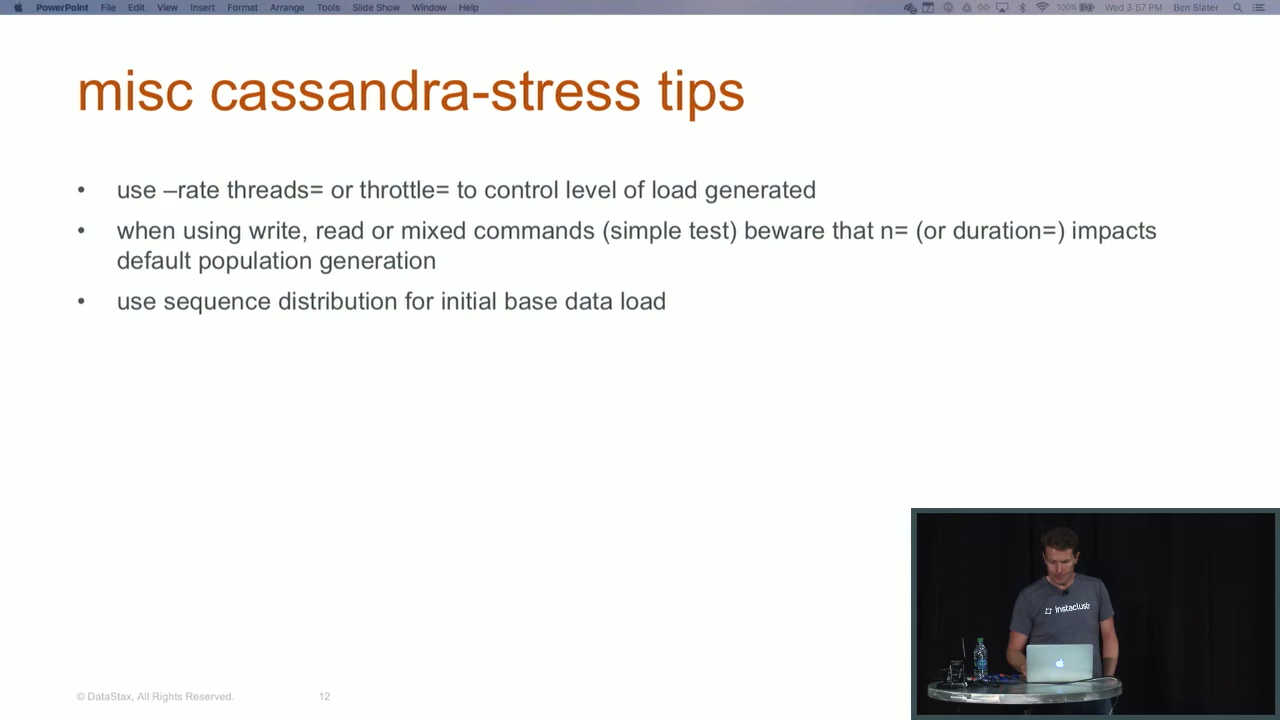 PowerPoint File Edit View Insert Format Arrange Tools Slide Show Window Help 7 100% Wed 3.57 PM Ben Slater
misc cassandra-stress tips
• use –rate threads= or throttle= to control level of load generated
• when using write, read or mixed commands (simple test) beware that n= (or duration=) impacts
default population generation
• use sequence distribution for initial base data load
instaclustr
© DataStax, All Rights Reserved. 12